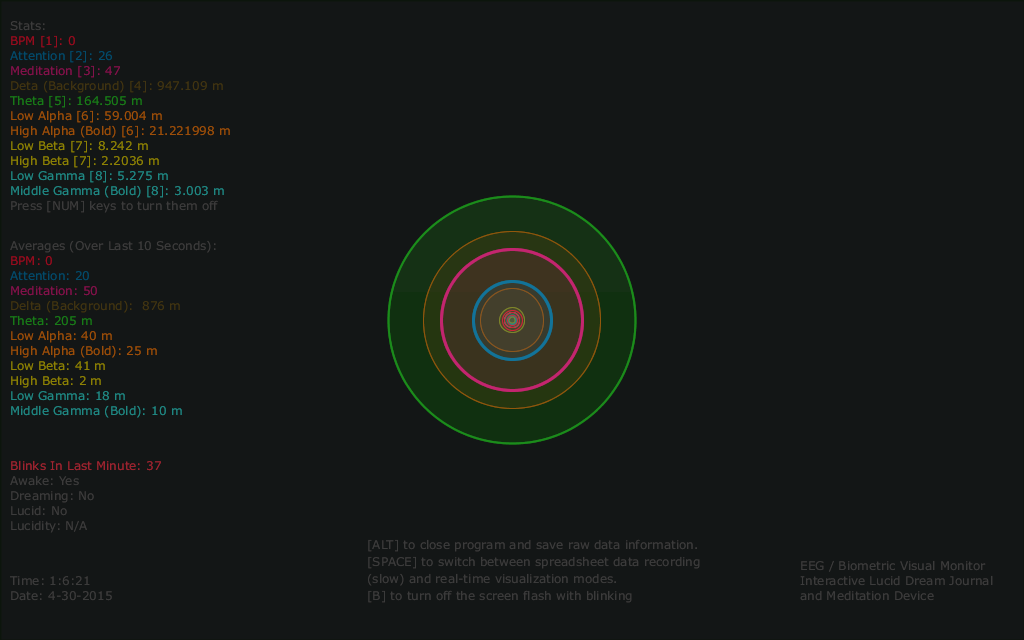 Stats:
BPM [1]: 0
Attention [2]: 26
Meditation [3]: 47
Deta (Background) [4]: 947.109 m
Theta [5]: 164.505 m
Low Alpha [6]: 59.004 m
High Alpha (Bold) [6]: 21.221998 m
Low Beta [7]: 8.242 m
High Beta [7]: 2.2036 m
Low Gamma [8]: 5.275 m
Middle Gamma (Bold) [8]: 3.003 m
Press [NUM] keys to turn them off
Averages (Over Last 10 Seconds):
BPM: 0
Attention: 20
Meditation: 50
Delta (Background):  876 m
Theta: 205 m
Low Alpha: 40 m
High Alpha (Bold): 25 m
Low Beta: 41 m
High Beta: 2 m
Low Gamma: 18 m
Middle Gamma (Bold): 10 m
Blinks In Last Minute: 37
Awake: Yes
Dreaming: No
Lucid: No
Lucidity: N/A
Time: 1:6:21
Date: 4-30-2015
[ALT] to close program and save raw data information.
[SPACE] to switch between spreadsheet data recording
(slow) and real-time visualization modes.
[B] to turn off the screen flash with blinking
EEG / Biometric Visual Monitor
Interactive Lucid Dream Journal
and Meditation Device